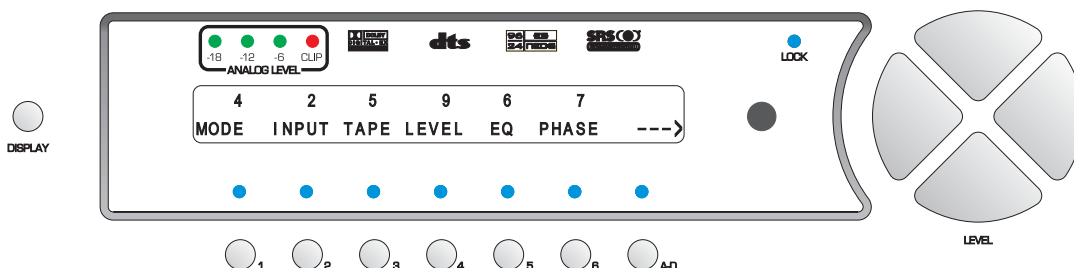 -18 -12 -6 CLIP
ANALOG LEVEL
dts
SRS
LOCK
4 2 5 9 6 7
MODE INPUT TAPE LEVEL EQ PHASE --->
DISPLAY
LEVEL
1 2 3 4 5 6 A-D